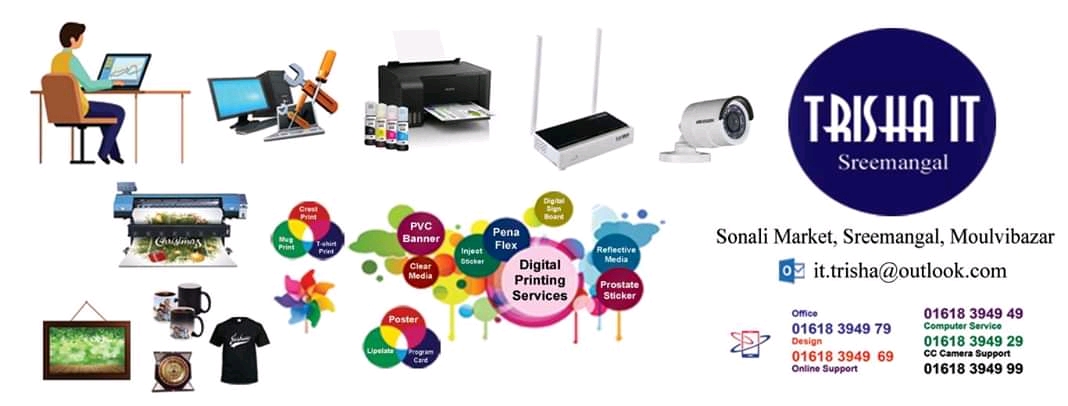 TRISHA IT
Sreemangal
Sonali Market, Sreemangal, Moulvibazar
it.trisha@outlook.com
Office
01618 3949 79
Design
01618 3949 69
Online Support
01618 3949 49
Computer Service
01618 3949 29
CC Camera Support
01618 3949 99
HIKVISION
Christmas
Crest
Print
Mug
Print
T-shirt
Print
PVC
Banner
Clear
Media
Inject
Sticker
Pena
Flex
Digital
Sign
Board
Digital
Printing
Services
Reflective
Media
Prostate
Sticker
Poster
Lipelate
Program
Card